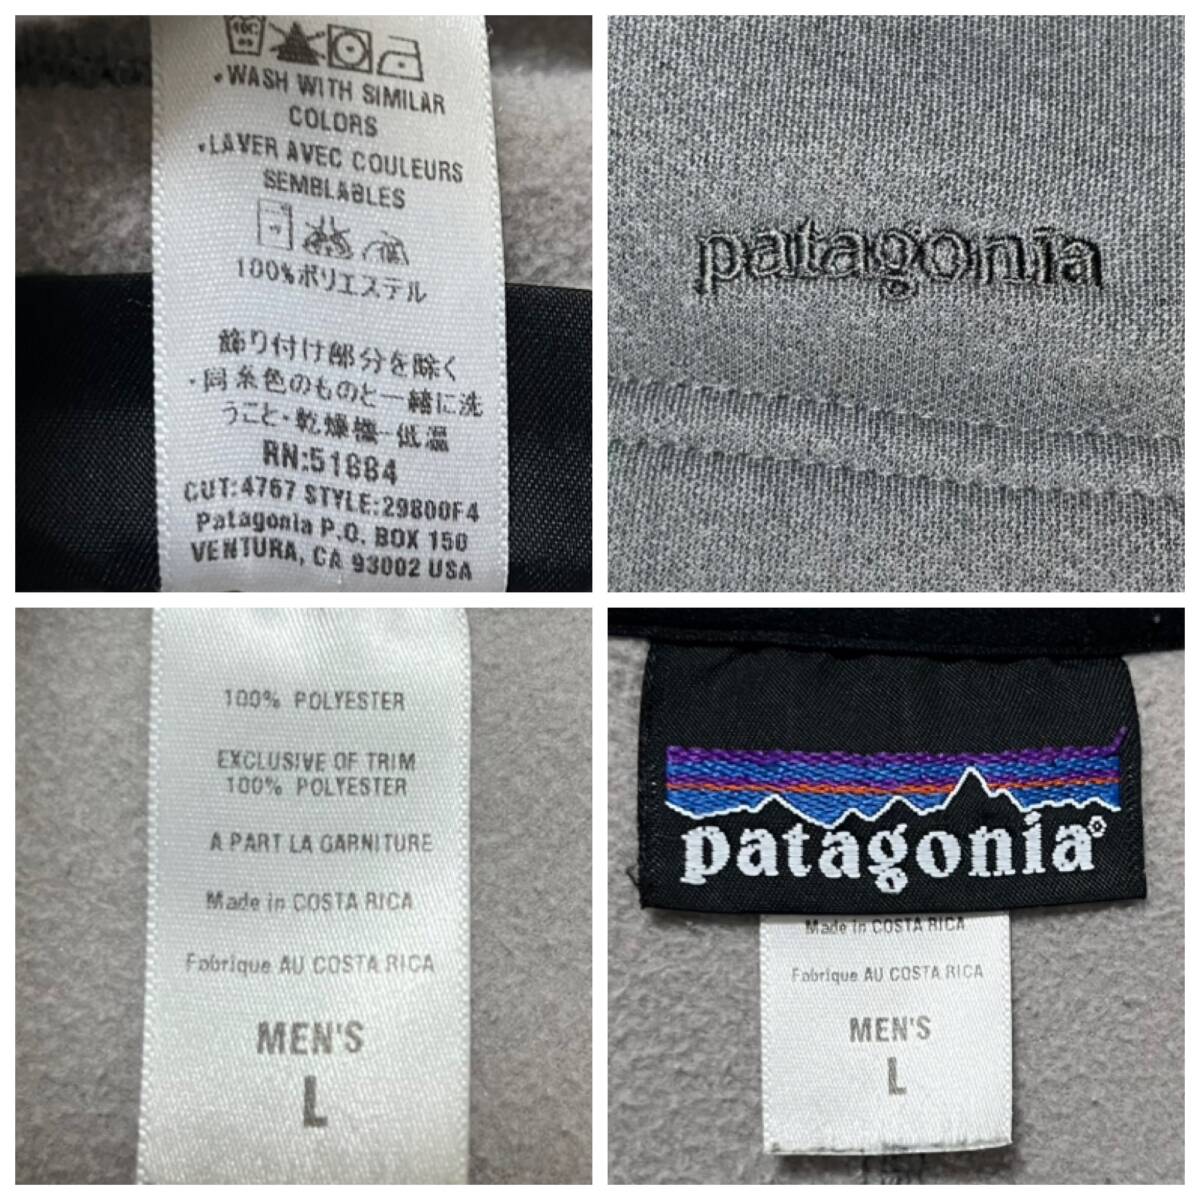 40C
• WASH WITH SIMILAR
COLORS
• LAVER AVEC COULEURS
SEMBLABLES
100%ポリエステル
飾り付け部分を除く
・同系色のものと一緒に洗
うこと・乾燥機-低温
RN:51884
CUT:4767 STYLE:29800F4
Patagonia P.O. BOX 150
VENTURA, CA 93002 USA
patagonia
100% POLYESTER
EXCLUSIVE OF TRIM
100% POLYESTER
A PART LA GARNITURE
Made in COSTA RICA
Fabrique AU COSTA RICA
MEN'S
L
patagonia®
Made in COSTA RICA
Fabrique AU COSTA RICA
MEN'S
L